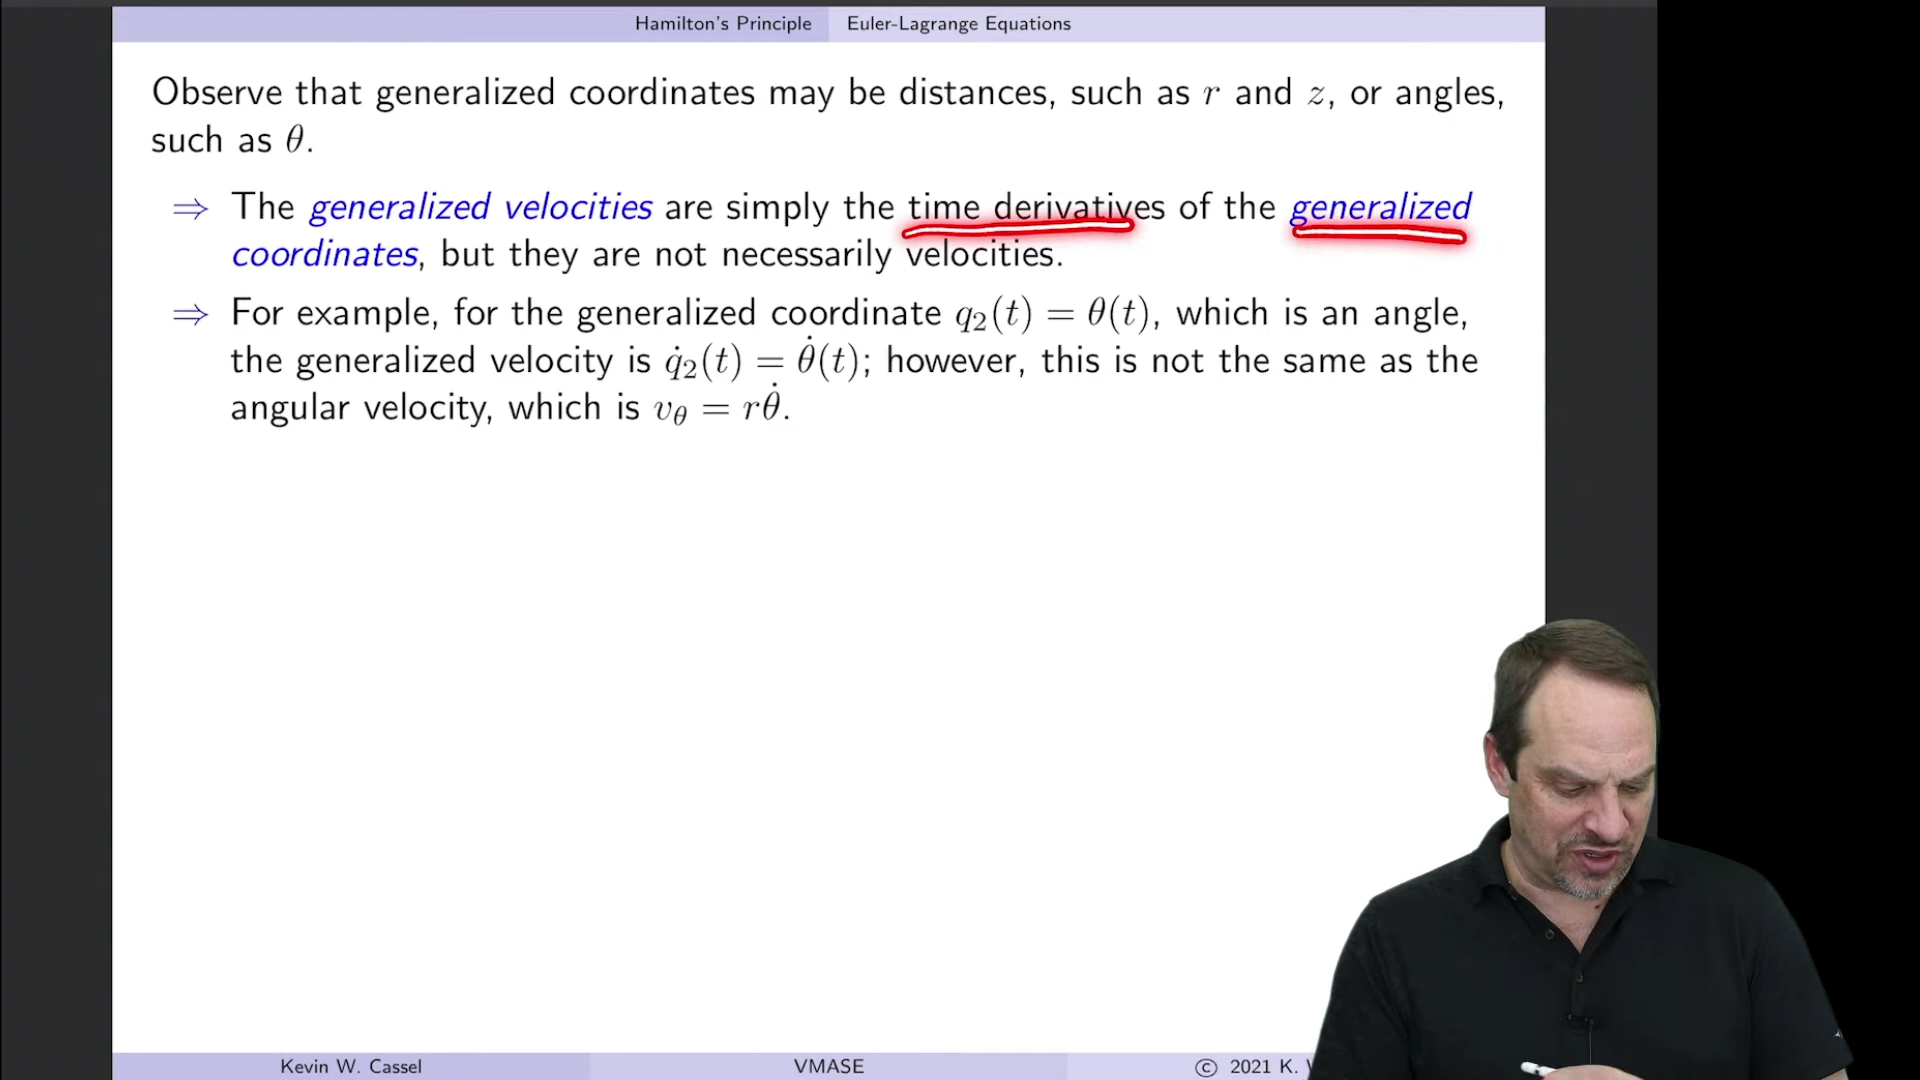 Hamilton's Principle Euler-Lagrange Equations
Observe that generalized coordinates may be distances, such as r and z, or angles,
such as θ.
⇒ The generalized velocities are simply the time derivatives of the generalized
coordinates, but they are not necessarily velocities.
⇒ For example, for the generalized coordinate q₂(t) = θ(t), which is an angle,
the generalized velocity is q̇₂(t) = θ̇(t); however, this is not the same as the
angular velocity, which is v_θ = rθ̇.
Kevin W. Cassel VMASE © 2021 K.